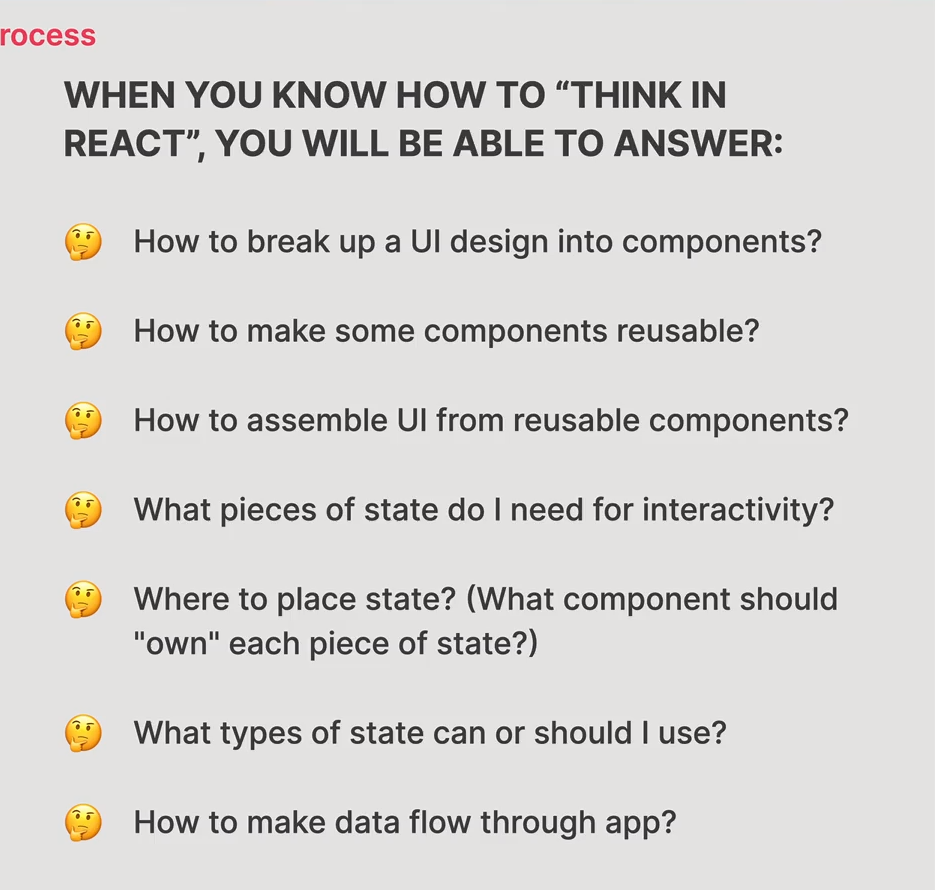 rocess
WHEN YOU KNOW HOW TO “THINK IN
REACT”, YOU WILL BE ABLE TO ANSWER:
How to break up a UI design into components?
How to make some components reusable?
How to assemble UI from reusable components?
What pieces of state do I need for interactivity?
Where to place state? (What component should
"own" each piece of state?)
What types of state can or should I use?
How to make data flow through app?